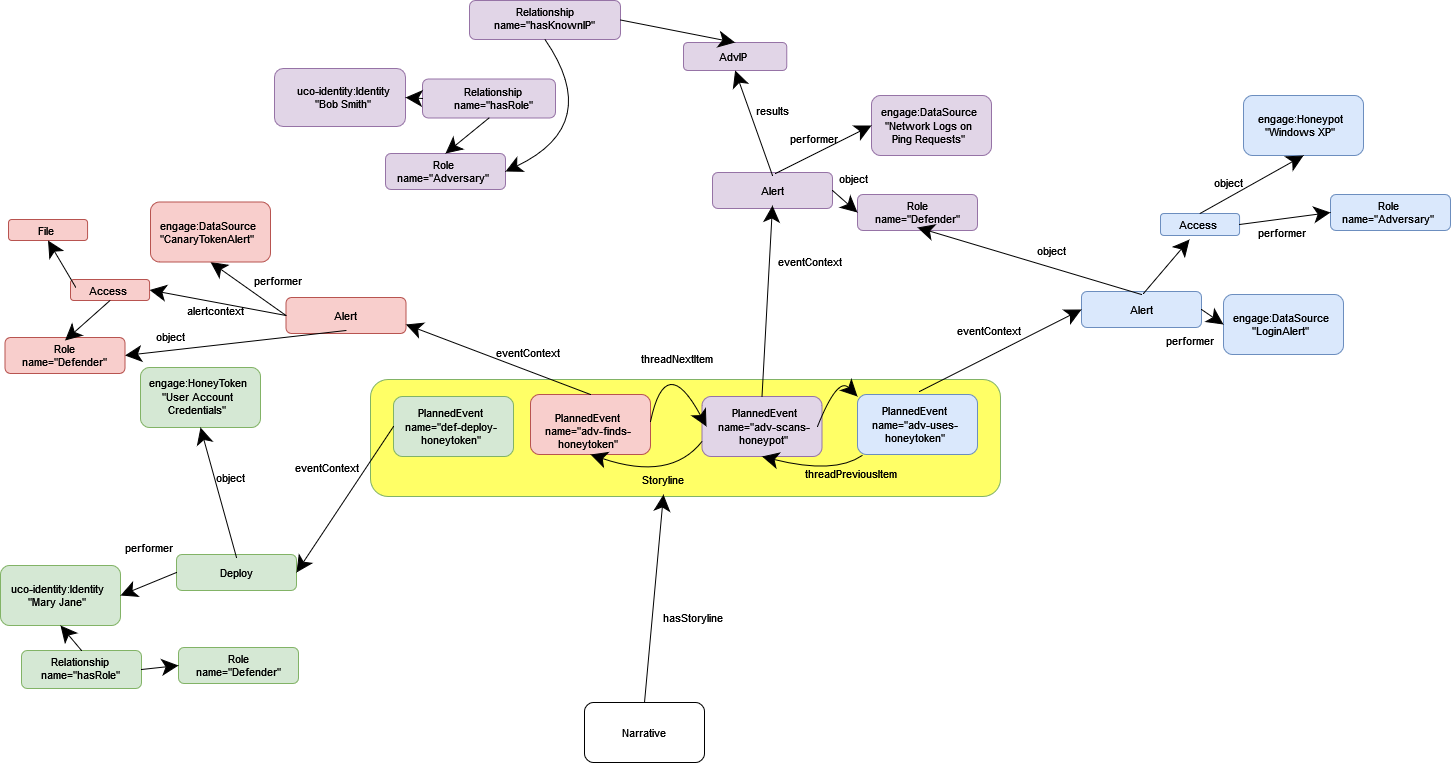 Relationship
name="hasKnownIP"
AdvIP
uco-identity:Identity
"Bob Smith"
Relationship
name="hasRole"
results
engage:DataSource
"Network Logs on
Ping Requests"
performer
engage:Honeypot
"Windows XP"
Role
name="Adversary"
Alert
object
object
Role
name="Defender"
Role
name="Adversary"
Access
performer
File
engage:DataSource
"CanaryTokenAlert"
eventContext
object
performer
Access
alertcontext
Alert
Alert
engage:DataSource
"LoginAlert"
performer
object
Role
name="Defender"
eventContext
threadNextItem
eventContext
engage:HoneyToken
"User Account
Credentials"
PlannedEvent
name="def-deploy-
honeytoken"
PlannedEvent
name="adv-finds-
honeytoken"
PlannedEvent
name="adv-scans-
honeypot"
PlannedEvent
name="adv-uses-
honeytoken"
eventContext
object
Storyline
threadPreviousItem
performer
Deploy
uco-identity:Identity
"Mary Jane"
hasStoryline
Relationship
name="hasRole"
Role
name="Defender"
Narrative